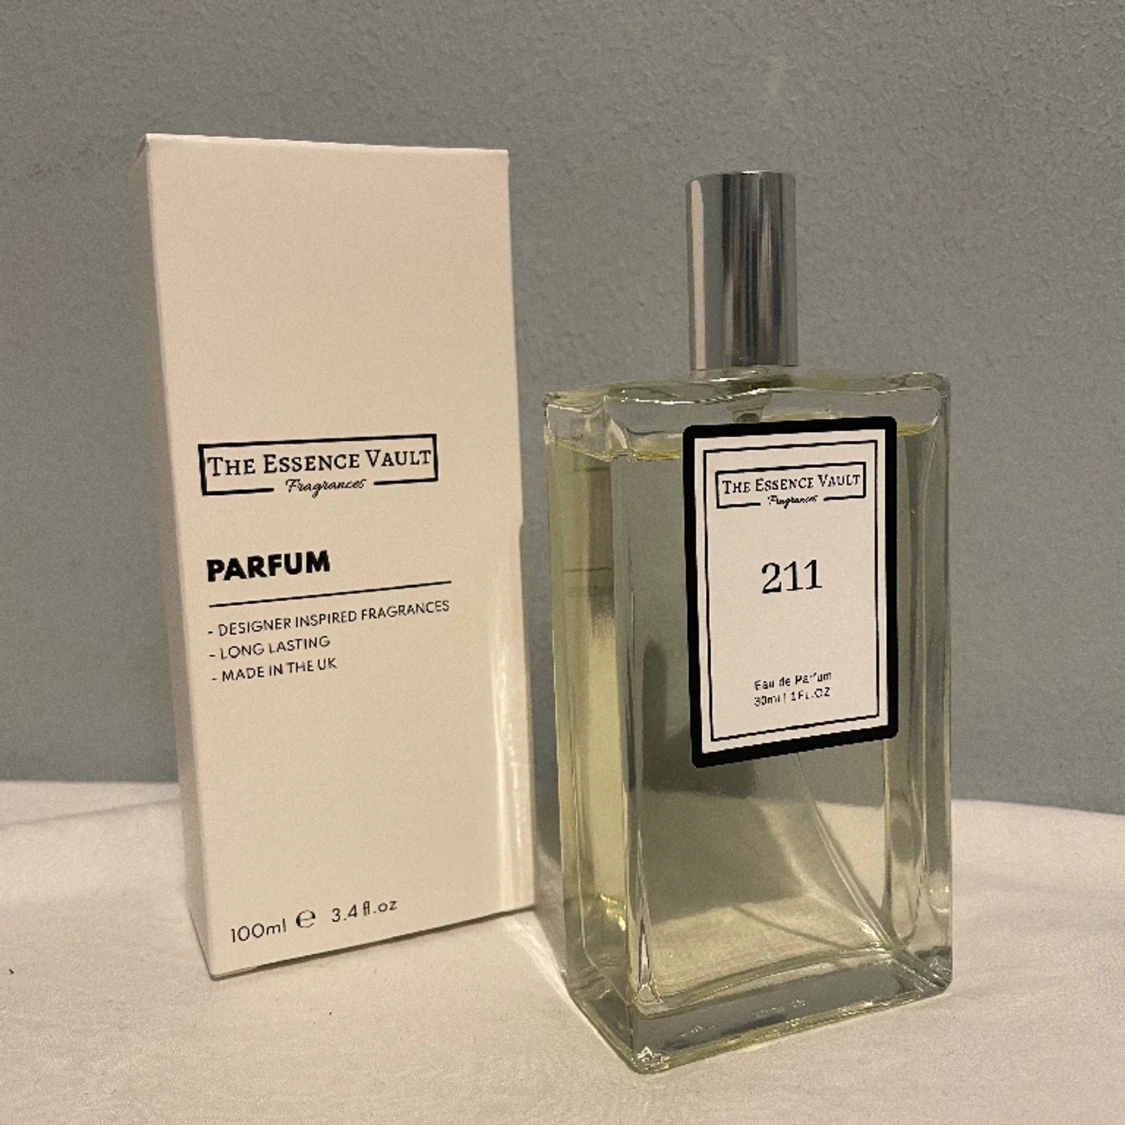 THE ESSENCE VAULT
Fragrances
PARFUM
- DESIGNER INSPIRED FRAGRANCES
- LONG LASTING
- MADE IN THE UK
100ml ℮ 3.4 fl.oz
THE ESSENCE VAULT
Fragrances
211
Eau de Parfum
30ml | 1FL.OZ